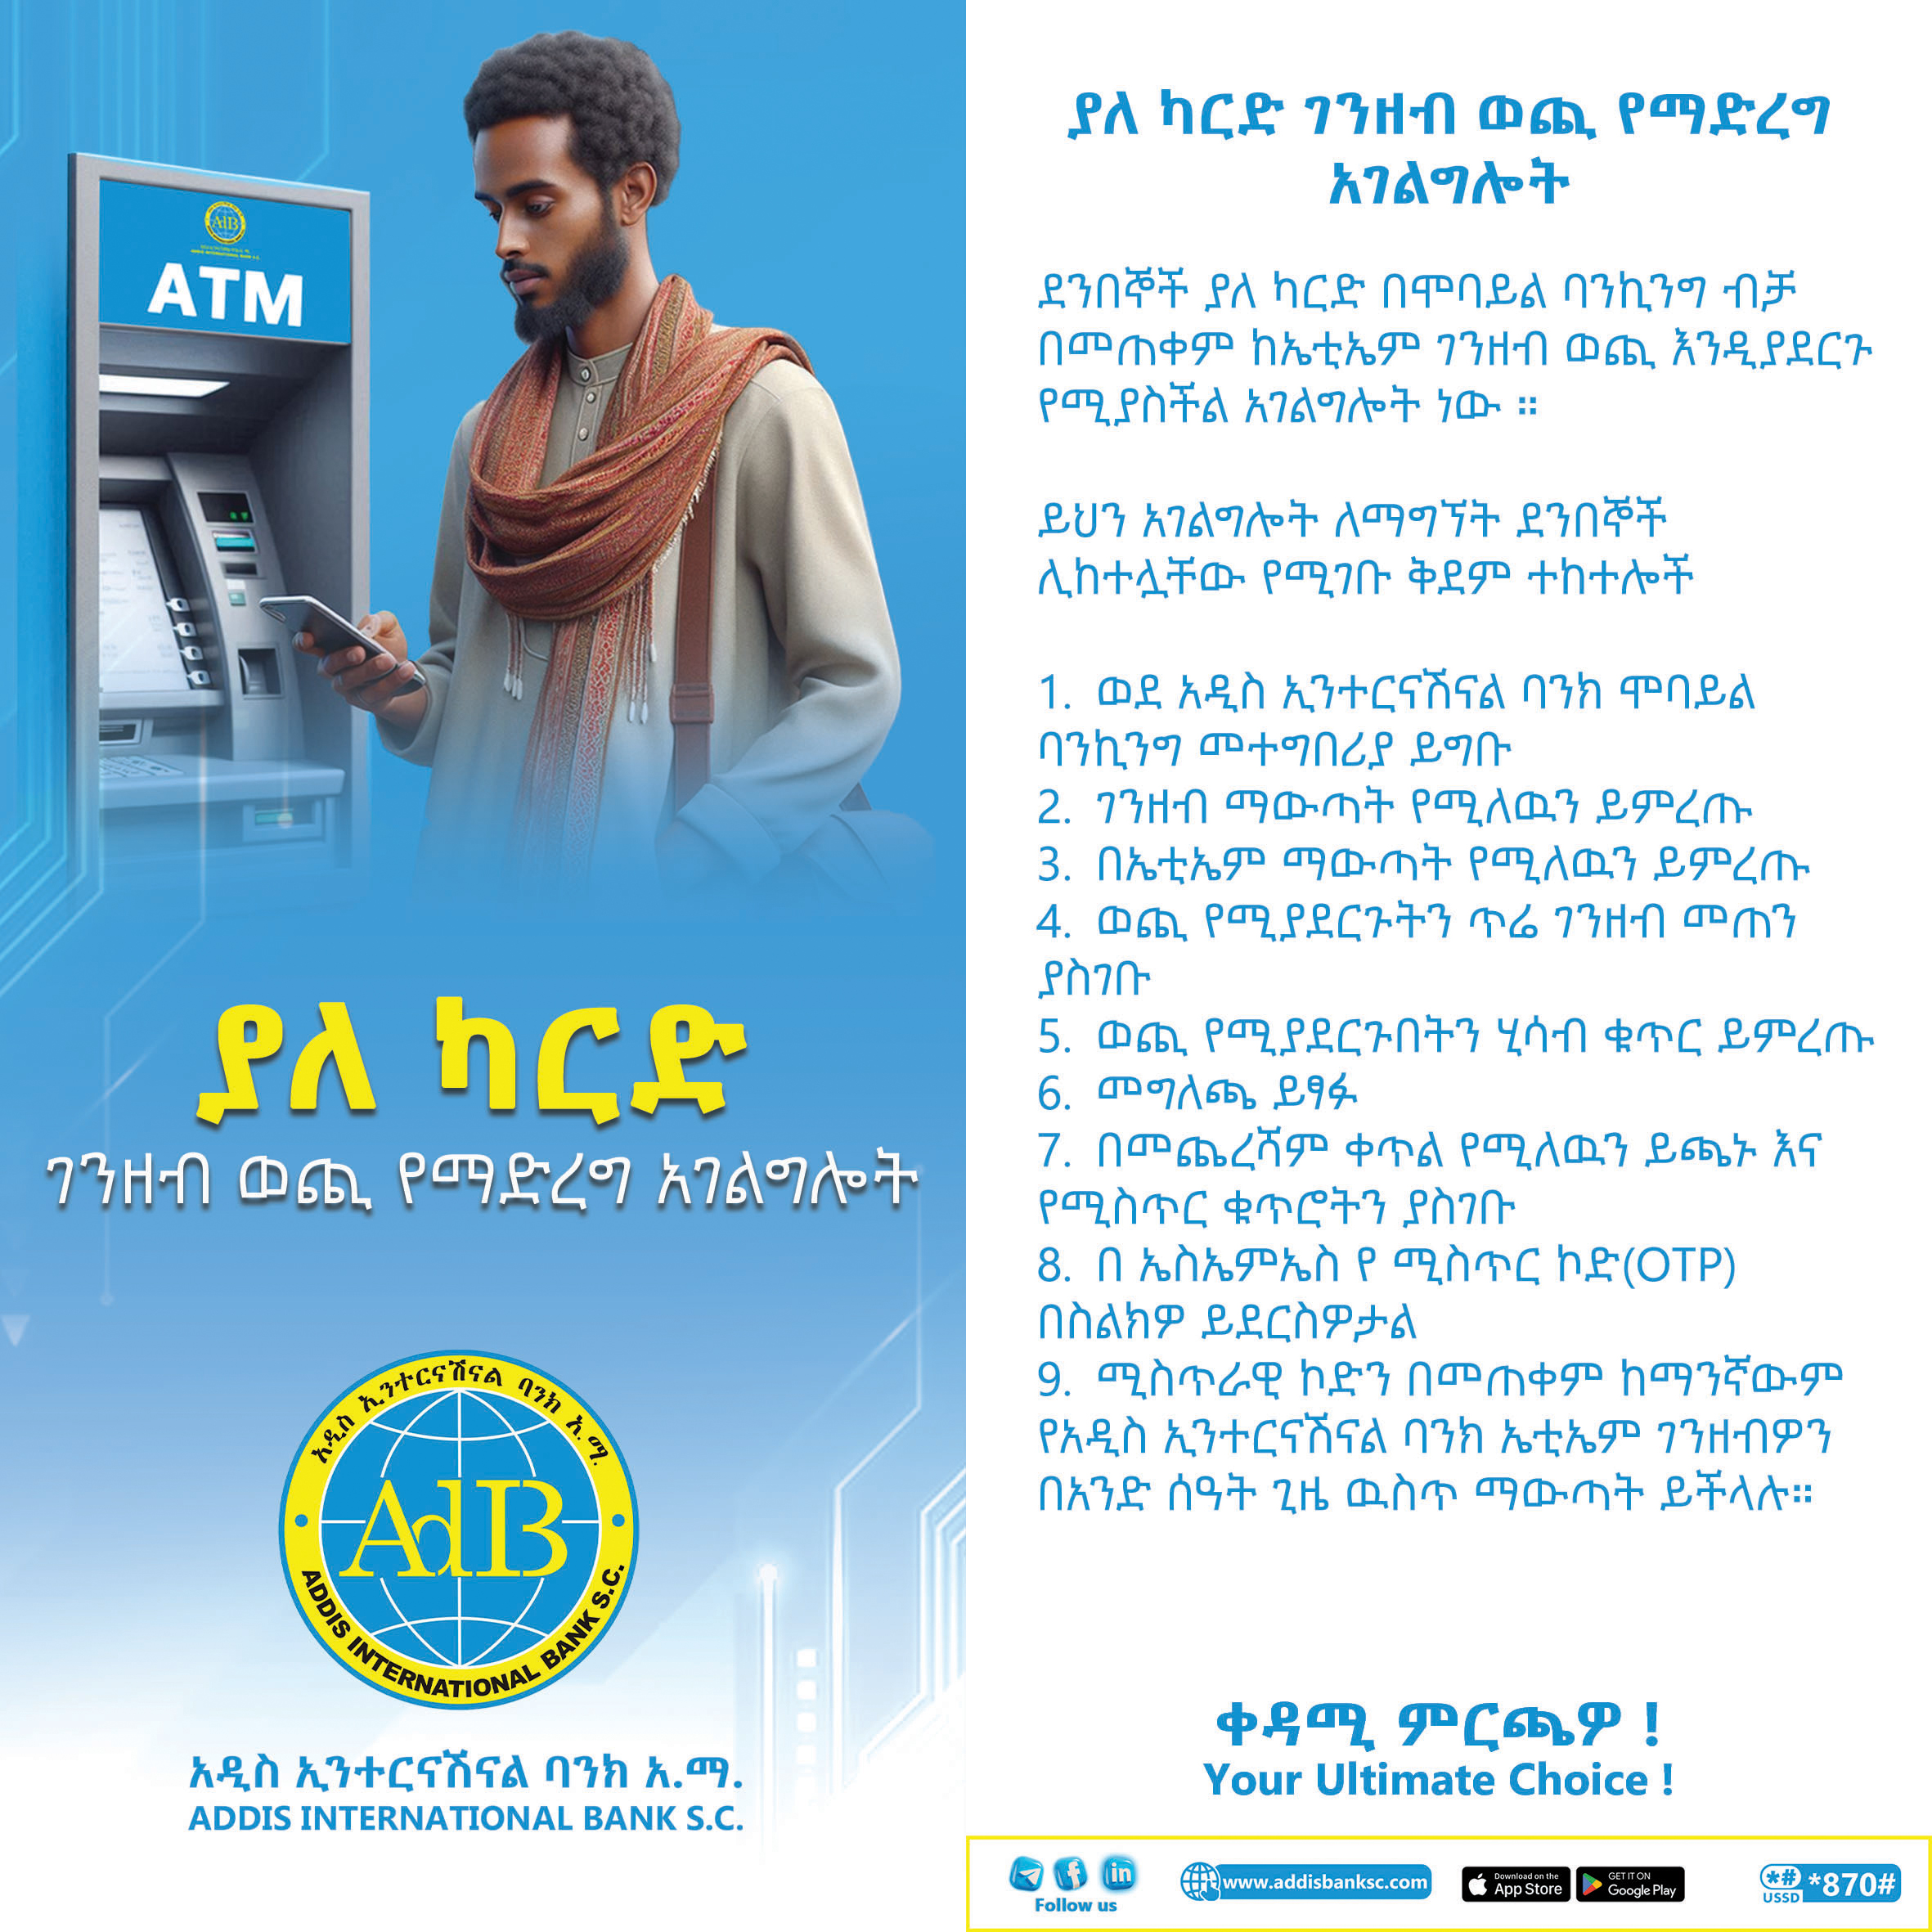 AdB
ADDIS INTERNATIONAL BANK S.C.
ATM
ያለ ካርድ
ገንዘብ ወጪ የማድረግ አገልግሎት
አዲስ ኢንተርናሽናል ባንክ አ.ማ.
AdB
ADDIS INTERNATIONAL BANK S.C.
አዲስ ኢንተርናሽናል ባንክ አ.ማ.
ADDIS INTERNATIONAL BANK S.C.
ያለ ካርድ ገንዘብ ወጪ የማድረግ
አገልግሎት
ደንበኞች ያለ ካርድ በሞባይል ባንኪንግ ብቻ
በመጠቀም ከኤቲኤም ገንዘብ ወጪ እንዲያደርጉ
የሚያስችል አገልግሎት ነው ።
ይህን አገልግሎት ለማግኘት ደንበኞች
ሊከተሏቸው የሚገቡ ቅደም ተከተሎች
1. ወደ አዲስ ኢንተርናሽናል ባንክ ሞባይል
ባንኪንግ መተግበሪያ ይግቡ
2. ገንዘብ ማውጣት የሚለዉን ይምረጡ
3. በኤቲኤም ማውጣት የሚለዉን ይምረጡ
4. ወጪ የሚያደርጉትን ጥሬ ገንዘብ መጠን
ያስገቡ
5. ወጪ የሚያደርጉበትን ሂሳብ ቁጥር ይምረጡ
6. መግለጫ ይፃፉ
7. በመጨረሻም ቀጥል የሚለዉን ይጫኑ እና
የሚስጥር ቁጥሮትን ያስገቡ
8. በ ኤስኤምኤስ የ ሚስጥር ኮድ(OTP)
በስልክዎ ይደርስዎታል
9. ሚስጥራዊ ኮድን በመጠቀም ከማንኛውም
የአዲስ ኢንተርናሽናል ባንክ ኤቲኤም ገንዘብዎን
በአንድ ሰዓት ጊዜ ዉስጥ ማውጣት ይችላሉ።
ቀዳሚ ምርጫዎ !
Your Ultimate Choice !
Follow us
www.addisbanksc.com
Download on the
App Store
GET IT ON
Google Play
*#
USSD
*870#